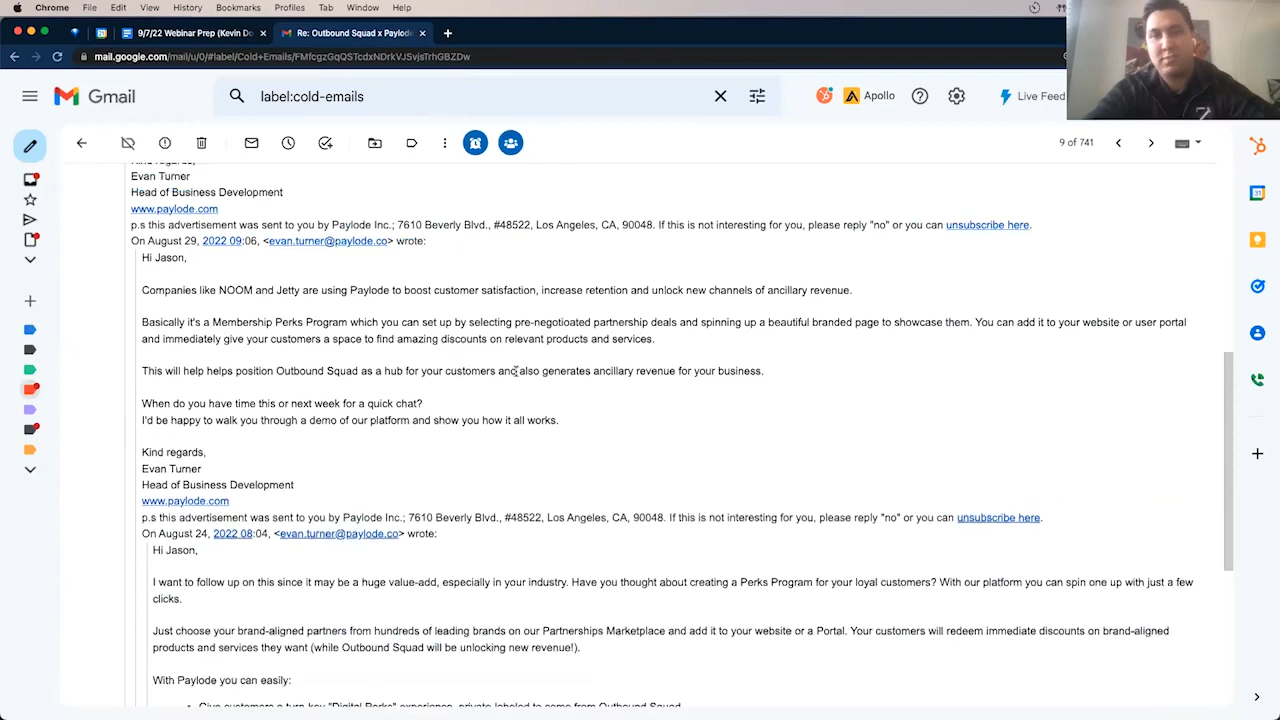 Chrome File Edit View History Bookmarks Profiles Tab Window Help
9/7/22 Webinar Prep (Kevin Do
Re: Outbound Squad x Paylode
mail.google.com/mail/u/0/#label/Cold+Emails/FMfcgzGqQSTcdxNDrkVJSvjsTrhGBZDw
Gmail
label:cold-emails
Apollo
Live Feed
9 of 741
Evan Turner
Head of Business Development
www.paylode.com
p.s this advertisement was sent to you by Paylode Inc.; 7610 Beverly Blvd., #48522, Los Angeles, CA, 90048. If this is not interesting for you, please reply "no" or you can unsubscribe here.
On August 29, 2022 09:06, <evan.turner@paylode.co> wrote:
Hi Jason,
Companies like NOOM and Jetty are using Paylode to boost customer satisfaction, increase retention and unlock new channels of ancillary revenue.
Basically it's a Membership Perks Program which you can set up by selecting pre-negotioated partnership deals and spinning up a beautiful branded page to showcase them. You can add it to your website or user portal
and immediately give your customers a space to find amazing discounts on relevant products and services.
This will help helps position Outbound Squad as a hub for your customers and also generates ancillary revenue for your business.
When do you have time this or next week for a quick chat?
I'd be happy to walk you through a demo of our platform and show you how it all works.
Kind regards,
Evan Turner
Head of Business Development
www.paylode.com
p.s this advertisement was sent to you by Paylode Inc.; 7610 Beverly Blvd., #48522, Los Angeles, CA, 90048. If this is not interesting for you, please reply "no" or you can unsubscribe here.
On August 24, 2022 08:04, <evan.turner@paylode.co> wrote:
Hi Jason,
I want to follow up on this since it may be a huge value-add, especially in your industry. Have you thought about creating a Perks Program for your loyal customers? With our platform you can spin one up with just a few
clicks.
Just choose your brand-aligned partners from hundreds of leading brands on our Partnerships Marketplace and add it to your website or a Portal. Your customers will redeem immediate discounts on brand-aligned
products and services they want (while Outbound Squad will be unlocking new revenue!).
With Paylode you can easily:
Give customers a turn-key "Digital Perks" experience, private-labeled to come from Outbound Squad